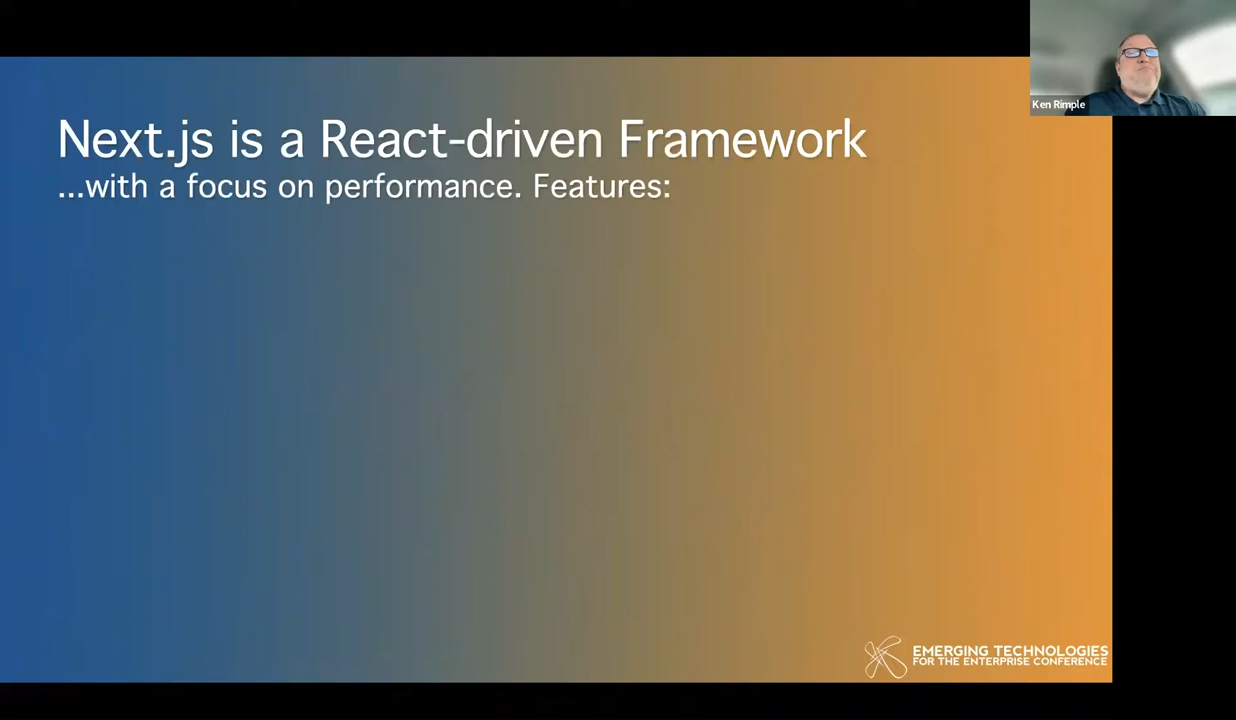 Ken Rimple
Next.js is a React-driven Framework
...with a focus on performance. Features:
EMERGING TECHNOLOGIES
FOR THE ENTERPRISE CONFERENCE